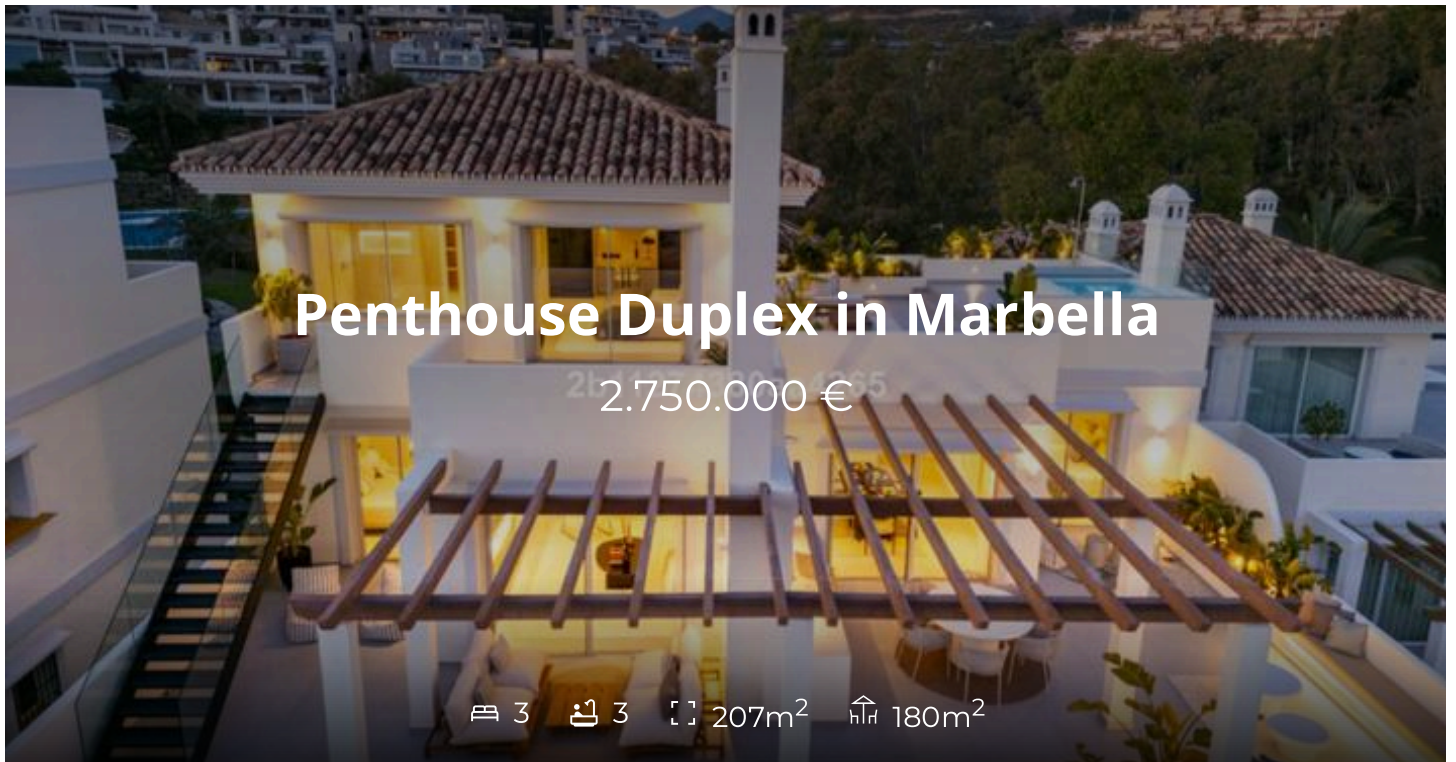 Penthouse Duplex in Marbella
2.750.000 €
3 3 207m² 180m²